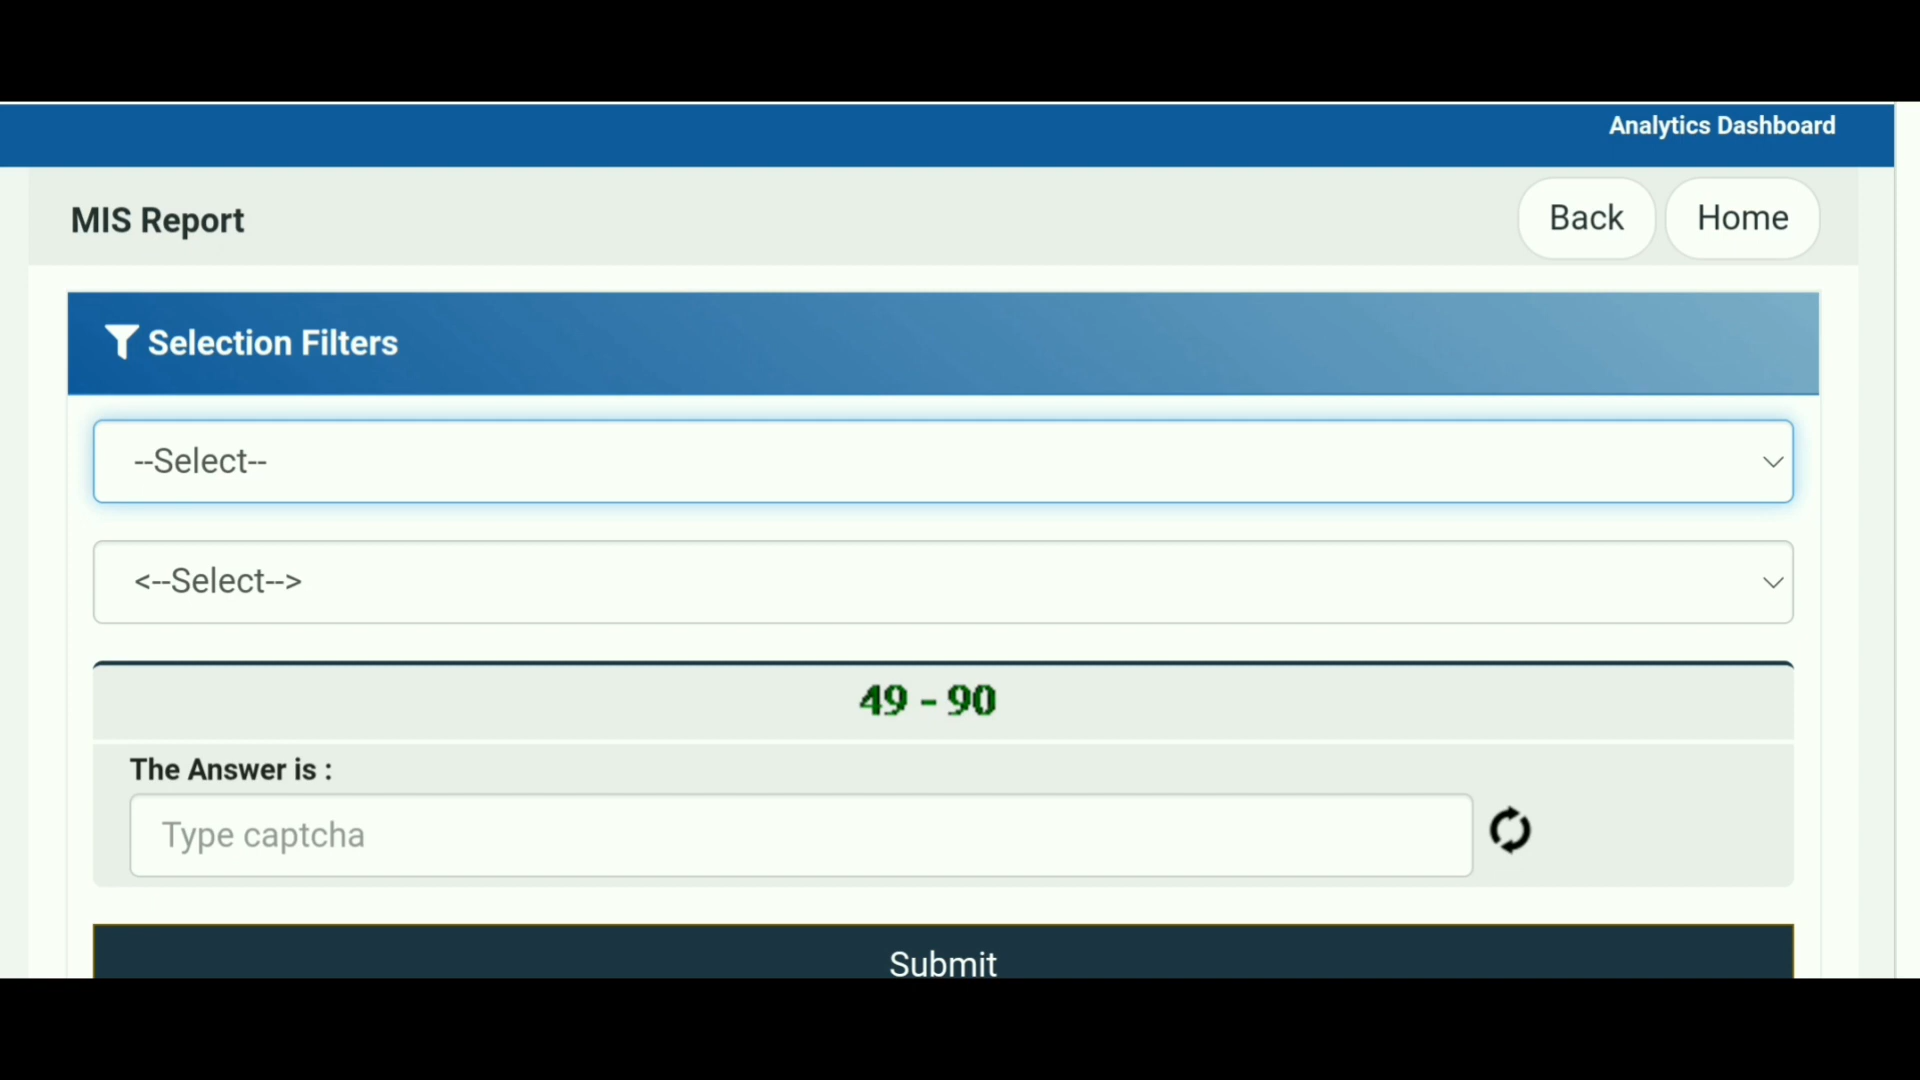 Analytics Dashboard
MIS Report
Back
Home
Selection Filters
--Select--
<--Select-->
49 - 90
The Answer is :
Type captcha
Submit